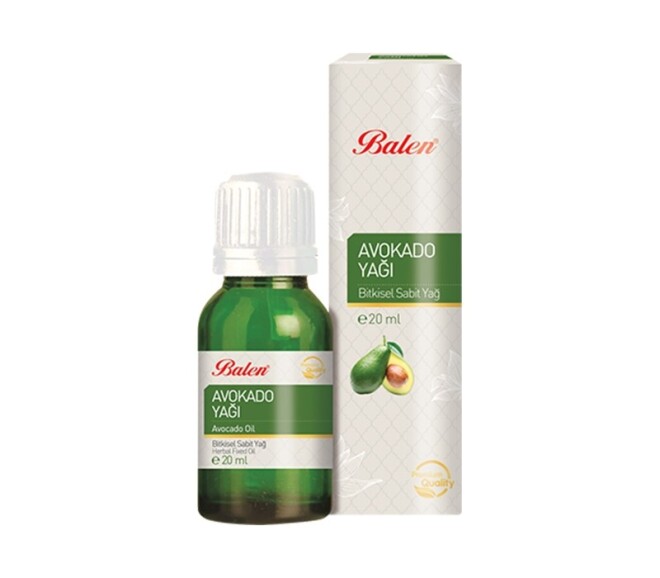 Balen®
AVOKADO
YAĞI
Bitkisel Sabit Yağ
℮20 ml
Premium
Quality
Balen®
AVOKADO
YAĞI
Avocado Oil
Bitkisel Sabit Yağ
Herbal Fixed Oil
℮ 20 ml